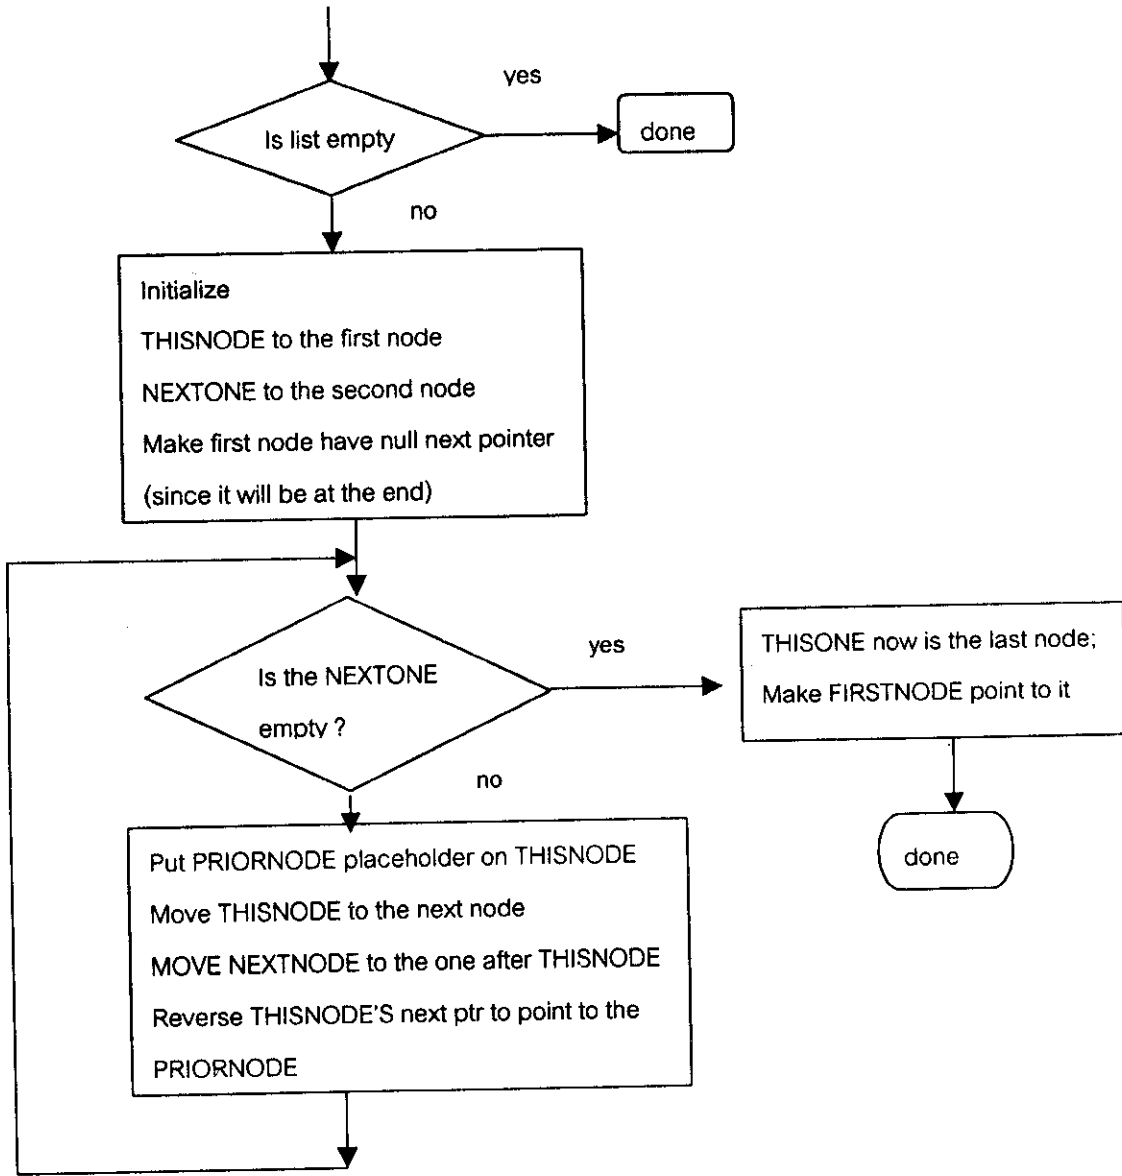 yes
Is list empty
done
no
Initialize
THISNODE to the first node
NEXTONE to the second node
Make first node have null next pointer
(since it will be at the end)
Is the NEXTONE
empty ?
yes
THISONE now is the last node;
Make FIRSTNODE point to it
no
done
Put PRIORNODE placeholder on THISNODE
Move THISNODE to the next node
MOVE NEXTNODE to the one after THISNODE
Reverse THISNODE'S next ptr to point to the
PRIORNODE